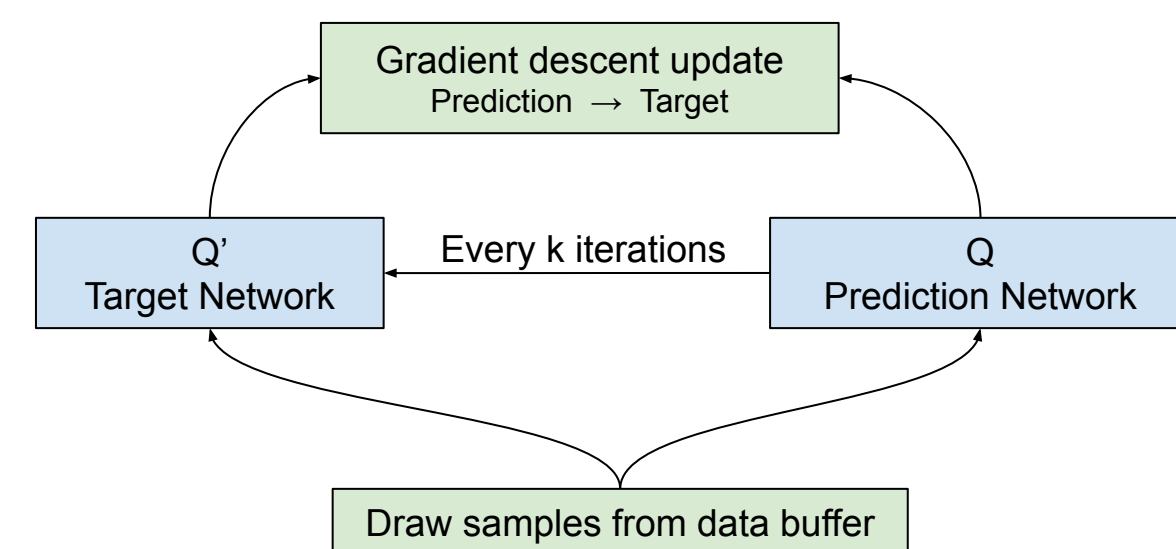 Gradient descent update
Prediction → Target
Q’
Target Network
Every k iterations
Q
Prediction Network
Draw samples from data buffer